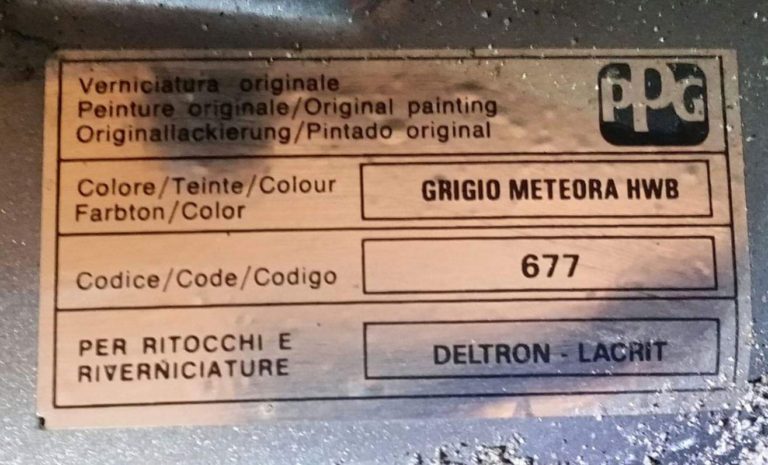 Verniciatura originale
Peinture originale/Original painting
Originallackierung/Pintado original
PPG
Colore/Teinte/Colour
Farbton/Color
GRIGIO METEORA HWB
Codice/Code/Codigo
677
PER RITOCCHI E
RIVERNICIATURE
DELTRON - LACRIT